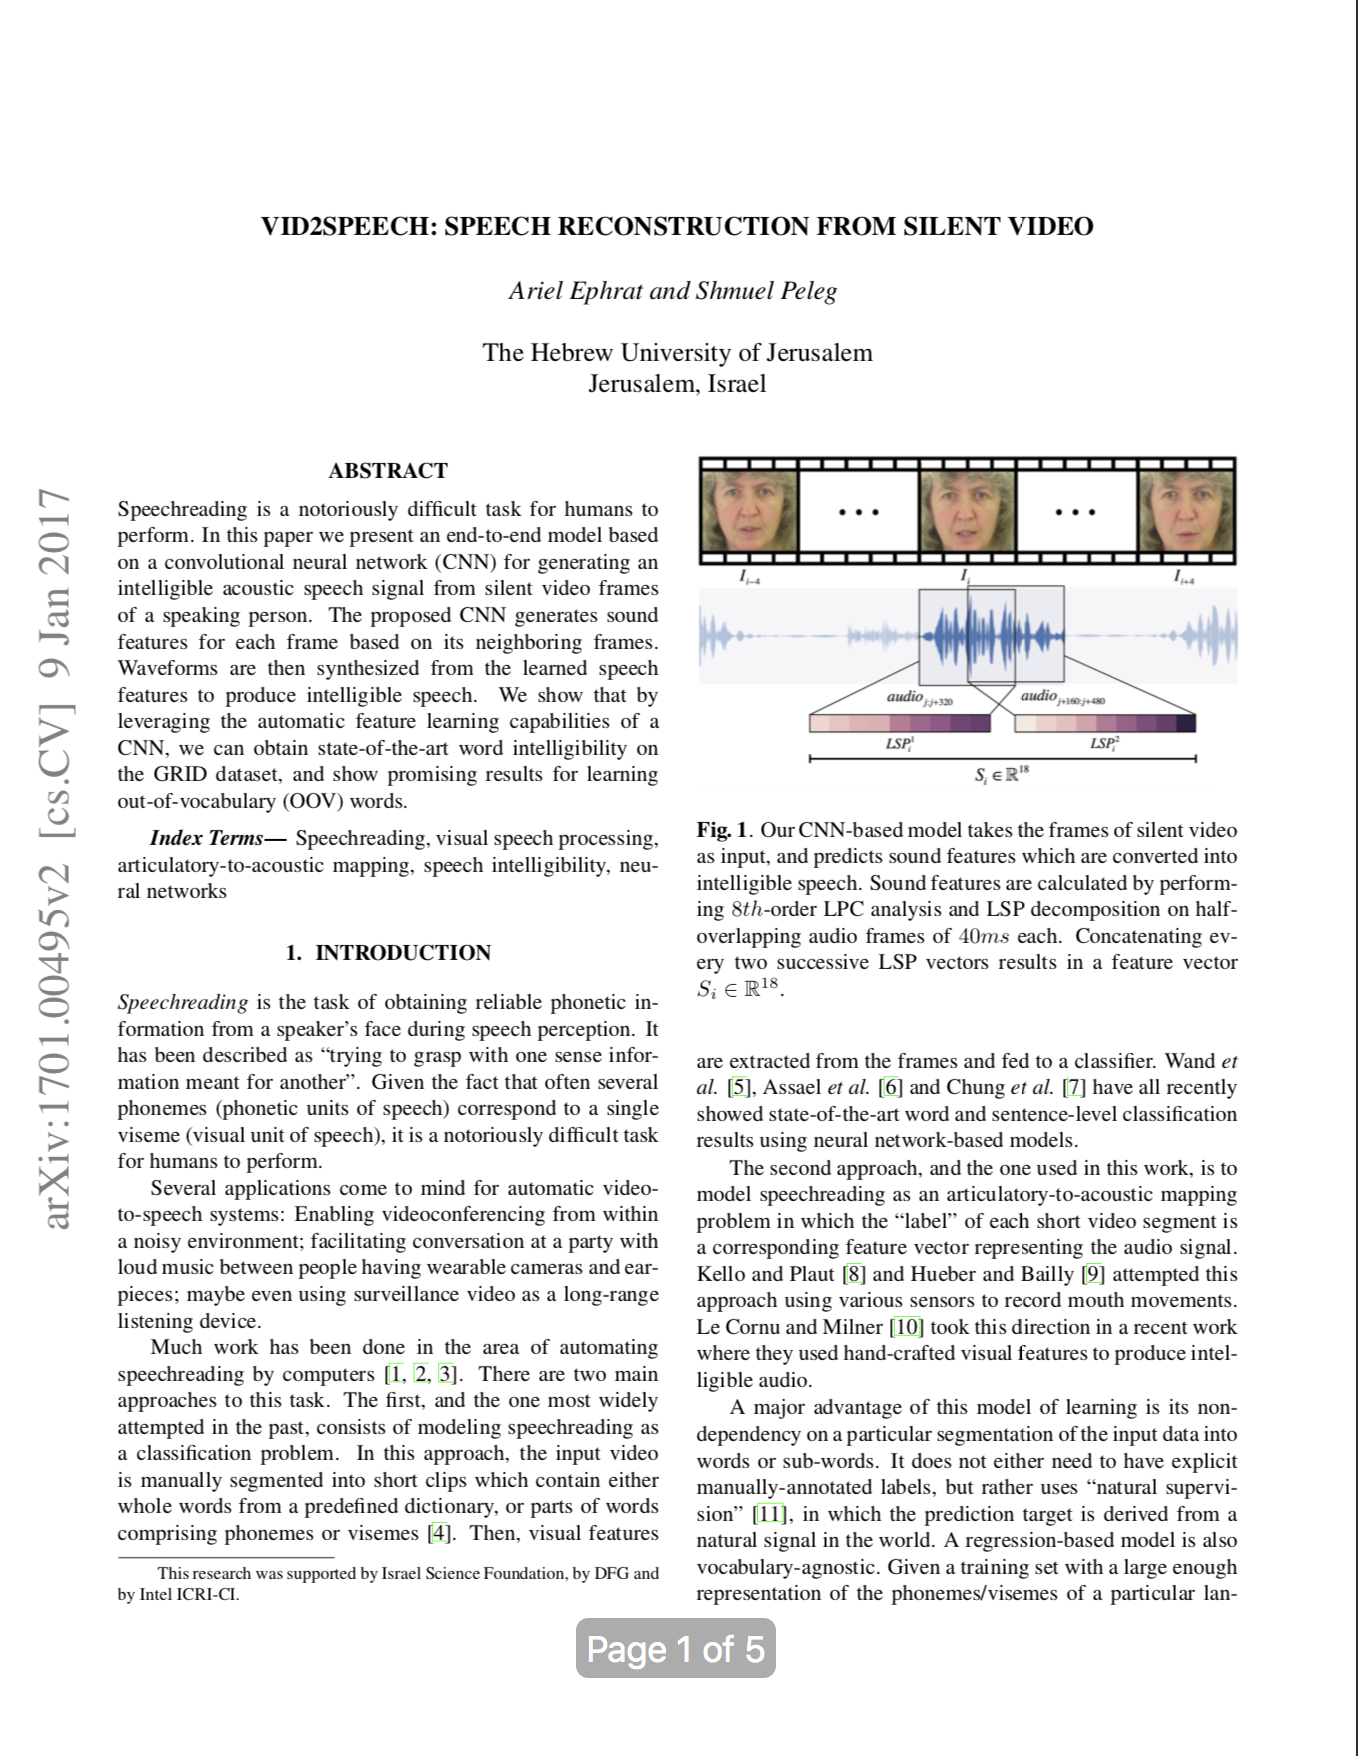 arXiv:1701.00495v2 [cs.CV] 9 Jan 2017
VID2SPEECH: SPEECH RECONSTRUCTION FROM SILENT VIDEO
Ariel Ephrat and Shmuel Peleg
The Hebrew University of Jerusalem
Jerusalem, Israel
ABSTRACT
Speechreading is a notoriously difficult task for humans to
perform. In this paper we present an end-to-end model based
on a convolutional neural network (CNN) for generating an
intelligible acoustic speech signal from silent video frames
of a speaking person. The proposed CNN generates sound
features for each frame based on its neighboring frames.
Waveforms are then synthesized from the learned speech
features to produce intelligible speech. We show that by
leveraging the automatic feature learning capabilities of a
CNN, we can obtain state-of-the-art word intelligibility on
the GRID dataset, and show promising results for learning
out-of-vocabulary (OOV) words.
Index Terms— Speechreading, visual speech processing,
articulatory-to-acoustic mapping, speech intelligibility, neu-
ral networks
1. INTRODUCTION
Speechreading is the task of obtaining reliable phonetic in-
formation from a speaker's face during speech perception. It
has been described as “trying to grasp with one sense infor-
mation meant for another”. Given the fact that often several
phonemes (phonetic units of speech) correspond to a single
viseme (visual unit of speech), it is a notoriously difficult task
for humans to perform.
Several applications come to mind for automatic video-
to-speech systems: Enabling videoconferencing from within
a noisy environment; facilitating conversation at a party with
loud music between people having wearable cameras and ear-
pieces; maybe even using surveillance video as a long-range
listening device.
Much work has been done in the area of automating
speechreading by computers [1, 2, 3]. There are two main
approaches to this task. The first, and the one most widely
attempted in the past, consists of modeling speechreading as
a classification problem. In this approach, the input video
is manually segmented into short clips which contain either
whole words from a predefined dictionary, or parts of words
comprising phonemes or visemes [4]. Then, visual features
This research was supported by Israel Science Foundation, by DFG and
by Intel ICRI-CI.
... ...
I_{i-4} I_i I_{i+4}
audio_{j:j+320} audio_{j+160:j+480}
LSP_i^1 LSP_i^2
S_i ∈ ℝ^18
Fig. 1. Our CNN-based model takes the frames of silent video
as input, and predicts sound features which are converted into
intelligible speech. Sound features are calculated by perform-
ing 8th-order LPC analysis and LSP decomposition on half-
overlapping audio frames of 40ms each. Concatenating ev-
ery two successive LSP vectors results in a feature vector
S_i ∈ ℝ^18.
are extracted from the frames and fed to a classifier. Wand et
al. [5], Assael et al. [6] and Chung et al. [7] have all recently
showed state-of-the-art word and sentence-level classification
results using neural network-based models.
The second approach, and the one used in this work, is to
model speechreading as an articulatory-to-acoustic mapping
problem in which the “label” of each short video segment is
a corresponding feature vector representing the audio signal.
Kello and Plaut [8] and Hueber and Bailly [9] attempted this
approach using various sensors to record mouth movements.
Le Cornu and Milner [10] took this direction in a recent work
where they used hand-crafted visual features to produce intel-
ligible audio.
A major advantage of this model of learning is its non-
dependency on a particular segmentation of the input data into
words or sub-words. It does not either need to have explicit
manually-annotated labels, but rather uses “natural supervi-
sion” [11], in which the prediction target is derived from a
natural signal in the world. A regression-based model is also
vocabulary-agnostic. Given a training set with a large enough
representation of the phonemes/visemes of a particular lan-
Page 1 of 5